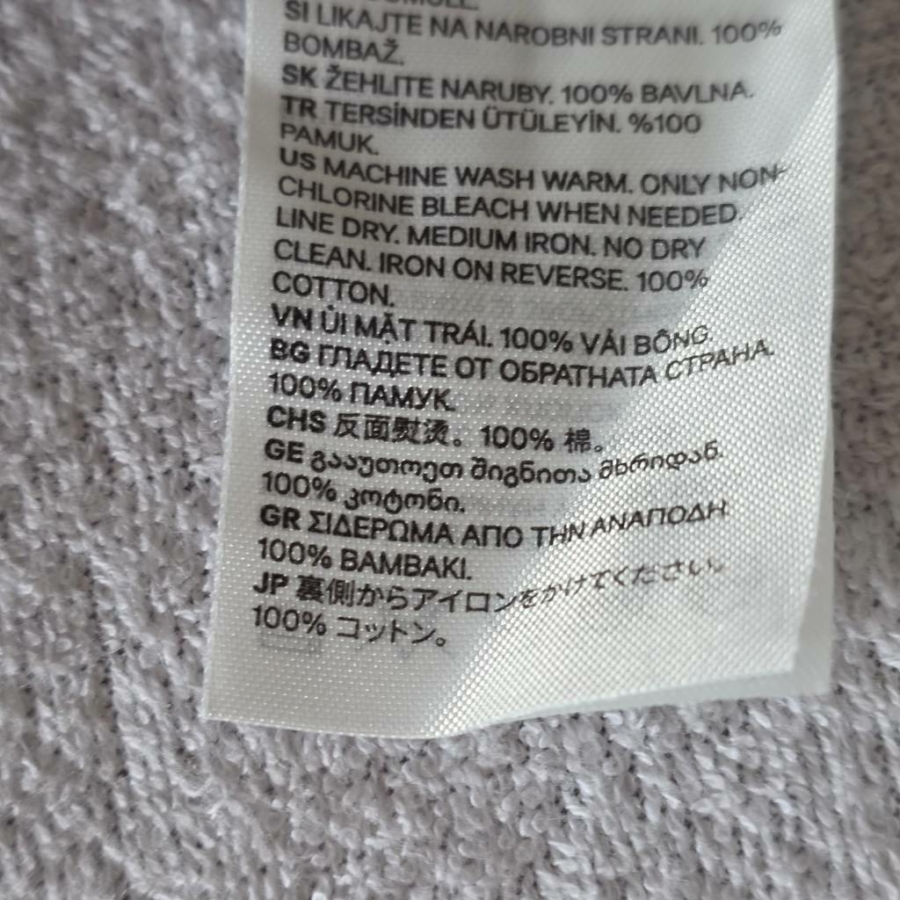 SI LIKAJTE NA NAROBNI STRANI. 100%
BOMBAŽ.
SK ŽEHLITE NARUBY. 100% BAVLNA.
TR TERSİNDEN ÜTÜLEYİN. %100
PAMUK.
US MACHINE WASH WARM. ONLY NON-
CHLORINE BLEACH WHEN NEEDED.
LINE DRY. MEDIUM IRON. NO DRY
CLEAN. IRON ON REVERSE. 100%
COTTON.
VN ỦI MẶT TRÁI. 100% VẢI BÔNG.
BG ГЛАДЕТЕ ОТ ОБРАТНАТА СТРАНА.
100% ПАМУК.
CHS 反面熨烫。100% 棉。
GE გააუთოეთ შიგნითა მხრიდან.
100% კოტონი.
GR ΣΙΔΕΡΩΜΑ ΑΠΟ ΤΗΝ ΑΝΑΠΟΔΗ.
100% ΒΑΜΒΑΚΙ.
JP 裏側からアイロンをかけてください。
100% コットン。